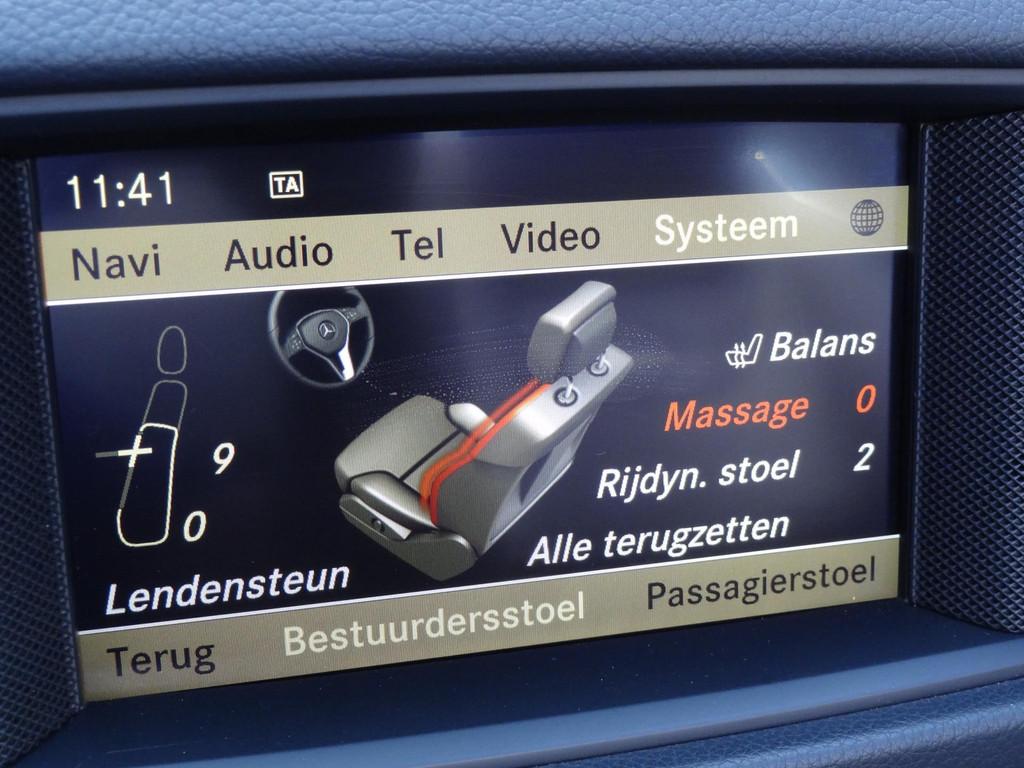 11:41 TA
Navi Audio Tel Video Systeem
Balans
Massage 0
9
Rijdyn. stoel 2
0
Alle terugzetten
Lendensteun
Terug Bestuurdersstoel Passagierstoel